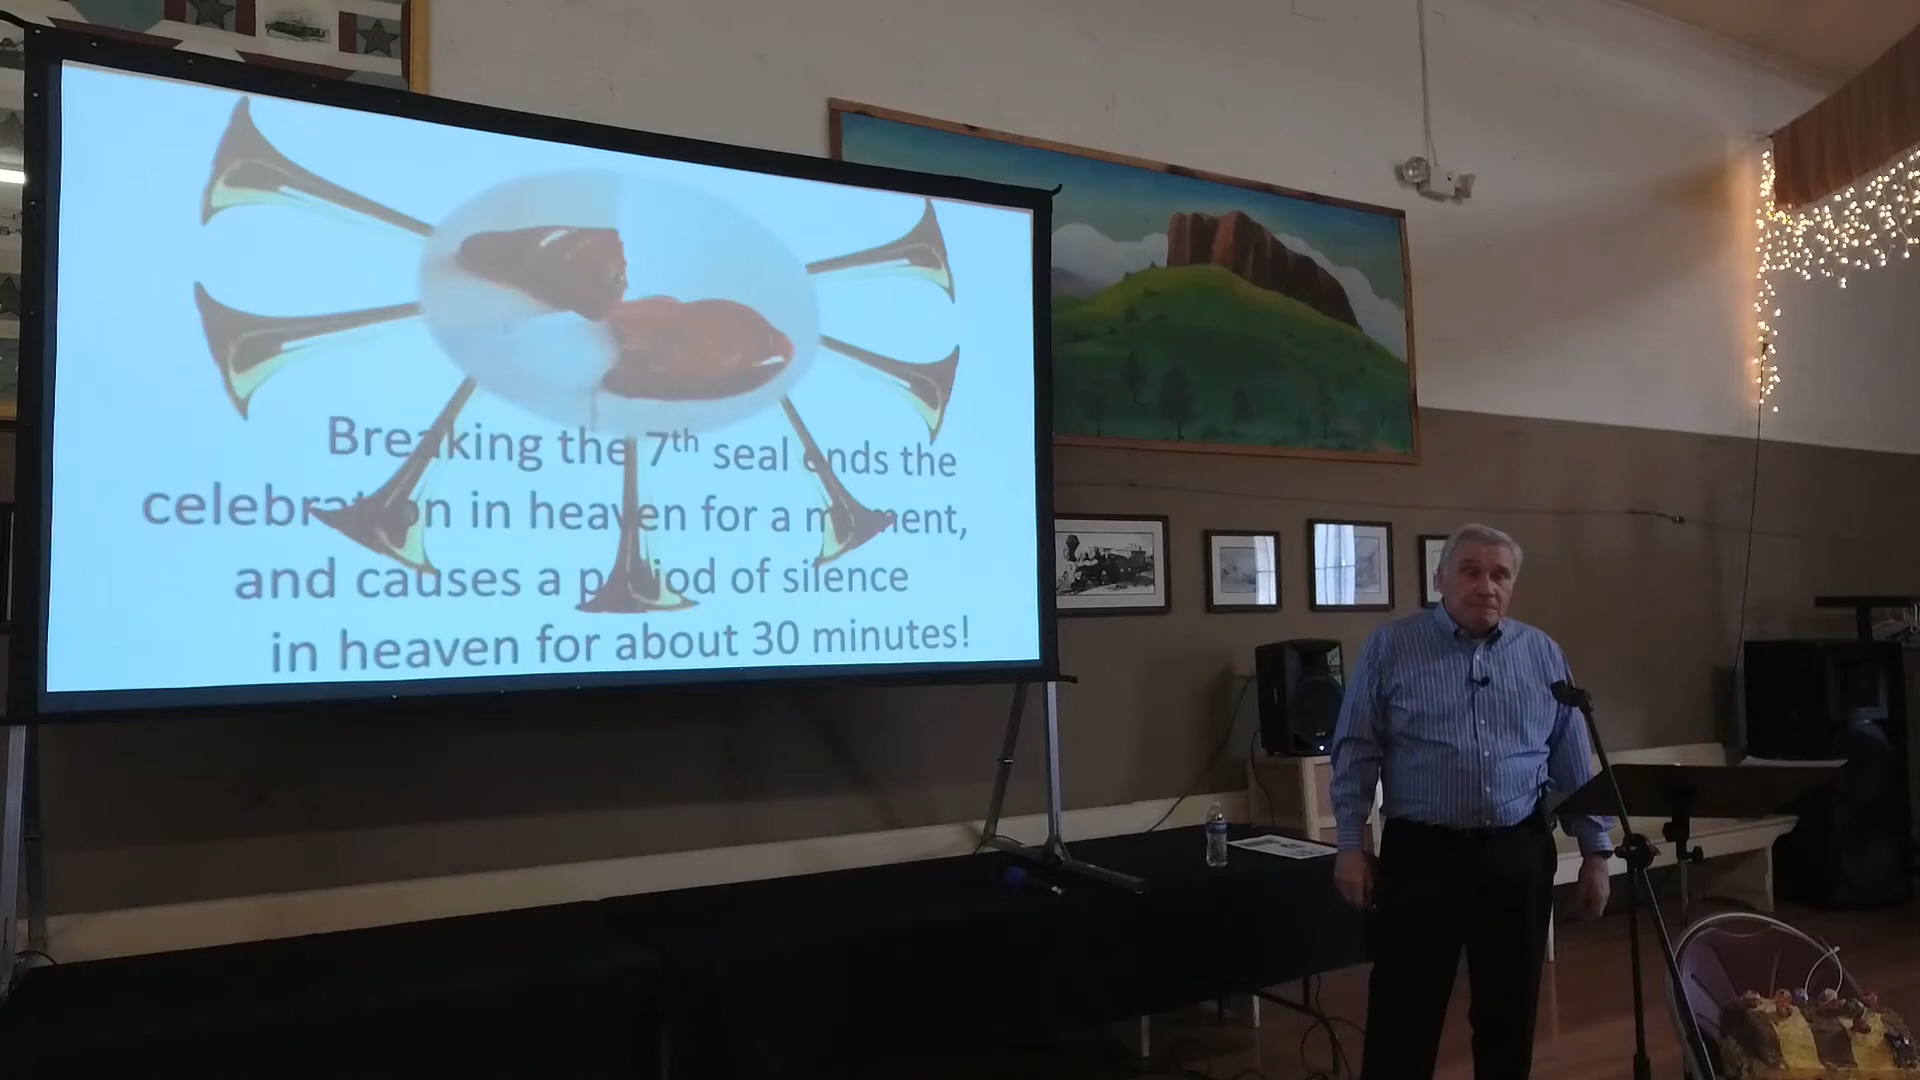 Breaking the 7th seal ends the
celebration in heaven for a moment,
and causes a period of silence
in heaven for about 30 minutes!